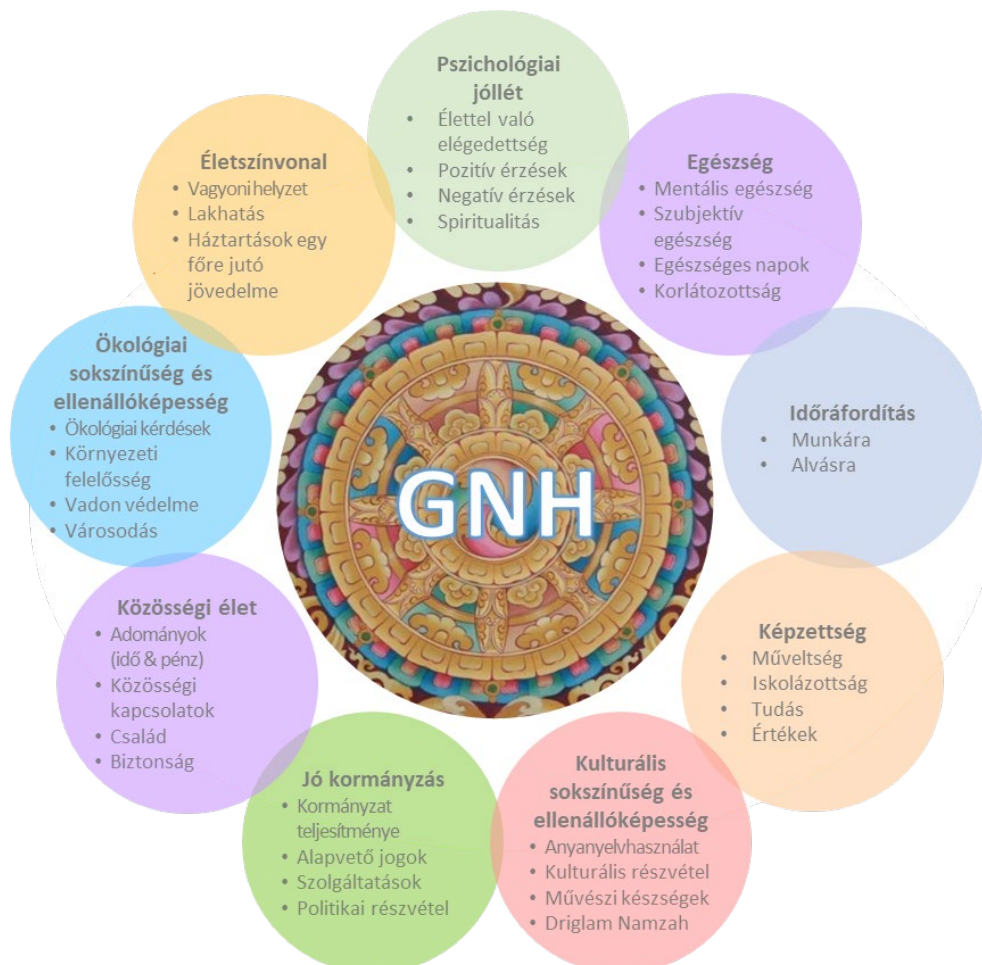 Pszichológiai
jóllét
• Élettel való
elégedettség
• Pozitív érzések
• Negatív érzések
• Spiritualitás
Egészség
• Mentális egészség
• Szubjektív
egészség
• Egészséges napok
• Korlátozottság
Időráfordítás
• Munkára
• Alvásra
Képzettség
• Műveltség
• Iskolázottság
• Tudás
• Értékek
Kulturális
sokszínűség és
ellenállóképesség
• Anyanyelvhasználat
• Kulturális részvétel
• Művészi készségek
• Driglam Namzah
Jó kormányzás
• Kormányzat
teljesítménye
• Alapvető jogok
• Szolgáltatások
• Politikai részvétel
Közösségi élet
• Adományok
(idő & pénz)
• Közösségi
kapcsolatok
• Család
• Biztonság
Ökológiai
sokszínűség és
ellenállóképesség
• Ökológiai kérdések
• Környezeti
felelősség
• Vadon védelme
• Városodás
Életszínvonal
• Vagyoni helyzet
• Lakhatás
• Háztartások egy
főre jutó
jövedelme
GNH